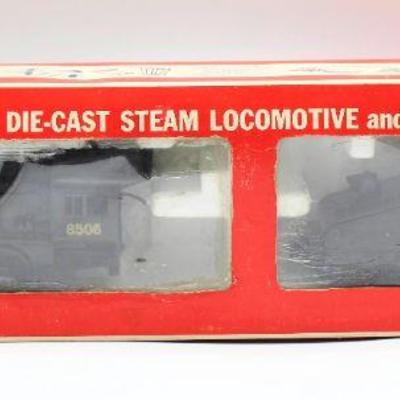 DIE-CAST STEAM LOCOMOTIVE and
8506